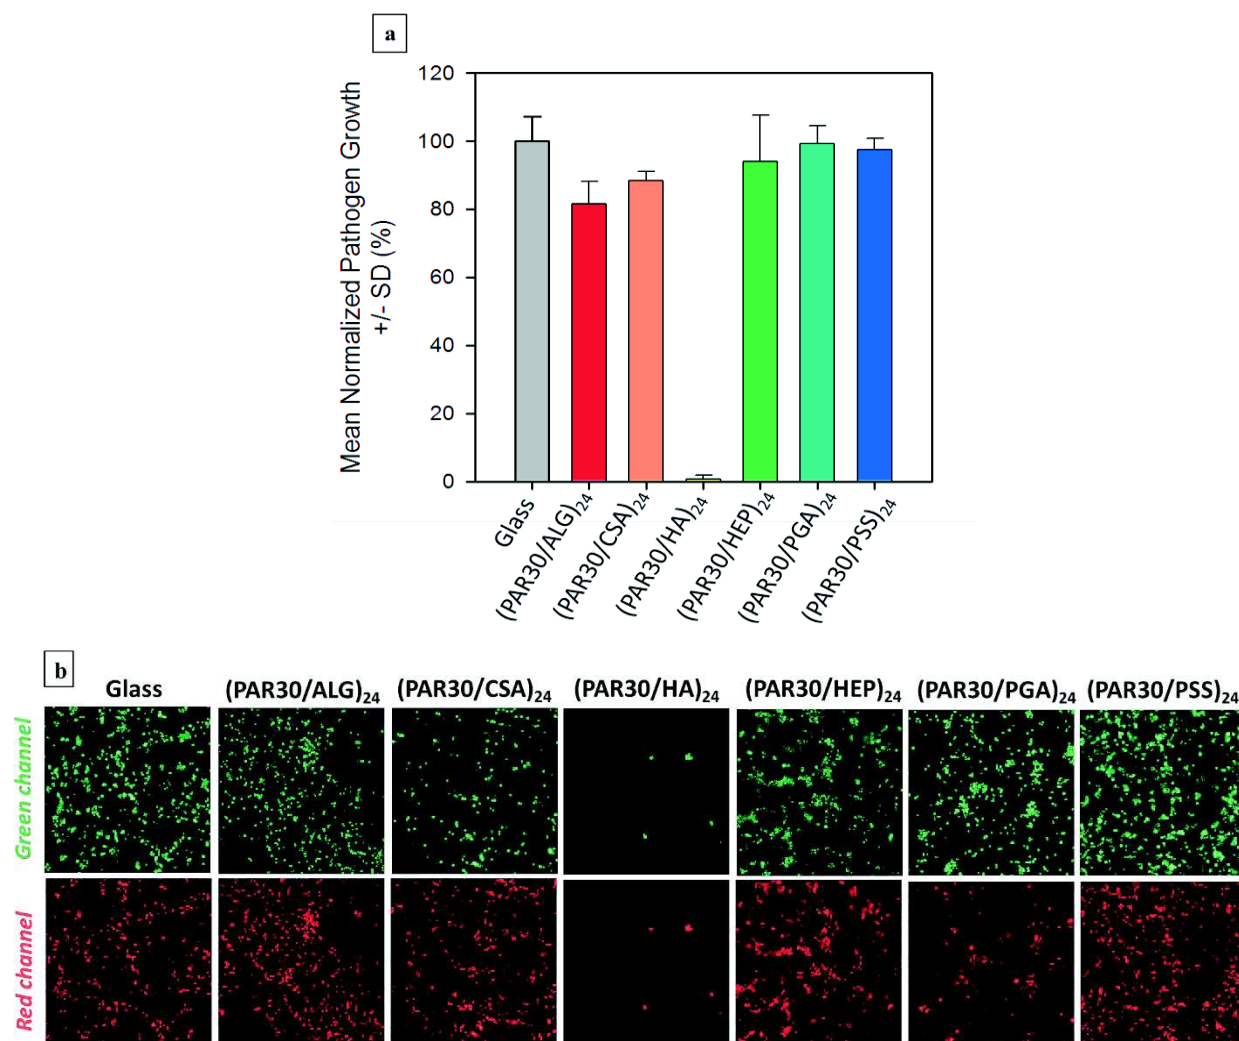 a
Mean Normalized Pathogen Growth
+/- SD (%)
120
100
80
60
40
20
0
Glass
(PAR30/ALG)24
(PAR30/CSA)24
(PAR30/HA)24
(PAR30/HEP)24
(PAR30/PGA)24
(PAR30/PSS)24
b
Glass (PAR30/ALG)24 (PAR30/CSA)24 (PAR30/HA)24 (PAR30/HEP)24 (PAR30/PGA)24 (PAR30/PSS)24
Green channel
Red channel